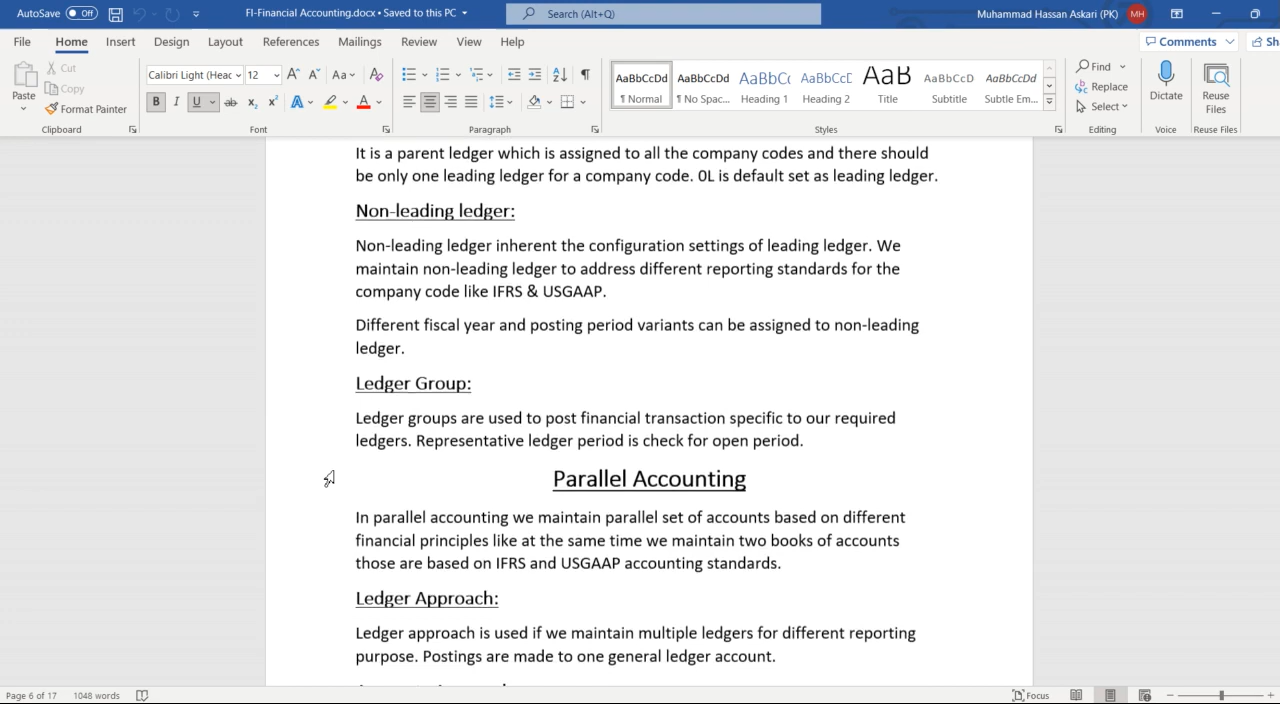 AutoSave Off FI-Financial Accounting.docx • Saved to this PC Search (Alt+Q) Muhammad Hassan Askari (PK) MH
File Home Insert Design Layout References Mailings Review View Help Comments Sh
Paste Cut Copy Format Painter
Calibri Light (Hea 12 A A Aa A
B I U ab x₂ x² A A
AaBbCcDd AaBbCcDd AaBbC AaBbCcD AaB AaBbCcD AaBbCcDd
¶ Normal ¶ No Spac... Heading 1 Heading 2 Title Subtitle Subtle Em...
Find Replace Select Dictate Reuse Files
Clipboard Font Paragraph Styles Editing Voice Reuse Files
It is a parent ledger which is assigned to all the company codes and there should
be only one leading ledger for a company code. 0L is default set as leading ledger.
Non-leading ledger:
Non-leading ledger inherent the configuration settings of leading ledger. We
maintain non-leading ledger to address different reporting standards for the
company code like IFRS & USGAAP.
Different fiscal year and posting period variants can be assigned to non-leading
ledger.
Ledger Group:
Ledger groups are used to post financial transaction specific to our required
ledgers. Representative ledger period is check for open period.
Parallel Accounting
In parallel accounting we maintain parallel set of accounts based on different
financial principles like at the same time we maintain two books of accounts
those are based on IFRS and USGAAP accounting standards.
Ledger Approach:
Ledger approach is used if we maintain multiple ledgers for different reporting
purpose. Postings are made to one general ledger account.
Page 6 of 17 1048 words Focus